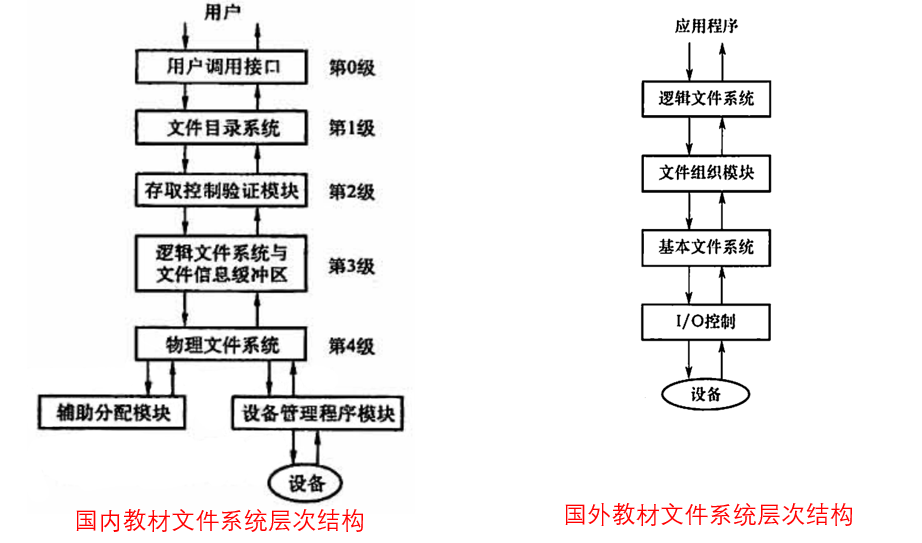 用户
用户调用接口
第0级
文件目录系统
第1级
存取控制验证模块
第2级
逻辑文件系统与
文件信息缓冲区
第3级
物理文件系统
第4级
辅助分配模块
设备管理程序模块
设备
国内教材文件系统层次结构
应用程序
逻辑文件系统
文件组织模块
基本文件系统
I/O控制
设备
国外教材文件系统层次结构